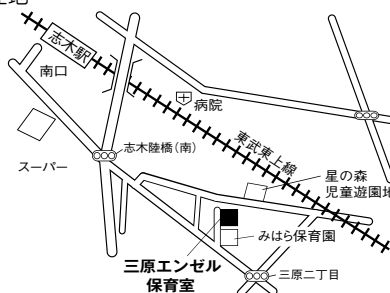 志木駅
南口
病院
志木陸橋(南)
東武東上線
スーパー
星の森
児童遊園地
みはら保育園
三原エンゼル
保育室
三原二丁目